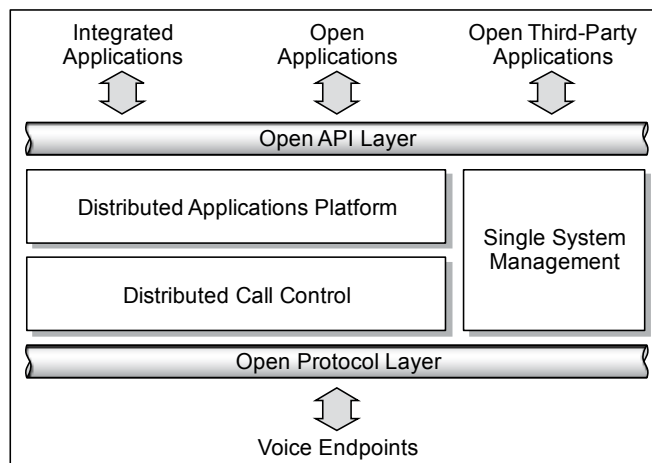 Integrated
Applications
Open
Applications
Open Third-Party
Applications
Open API Layer
Distributed Applications Platform
Single System
Management
Distributed Call Control
Open Protocol Layer
Voice Endpoints